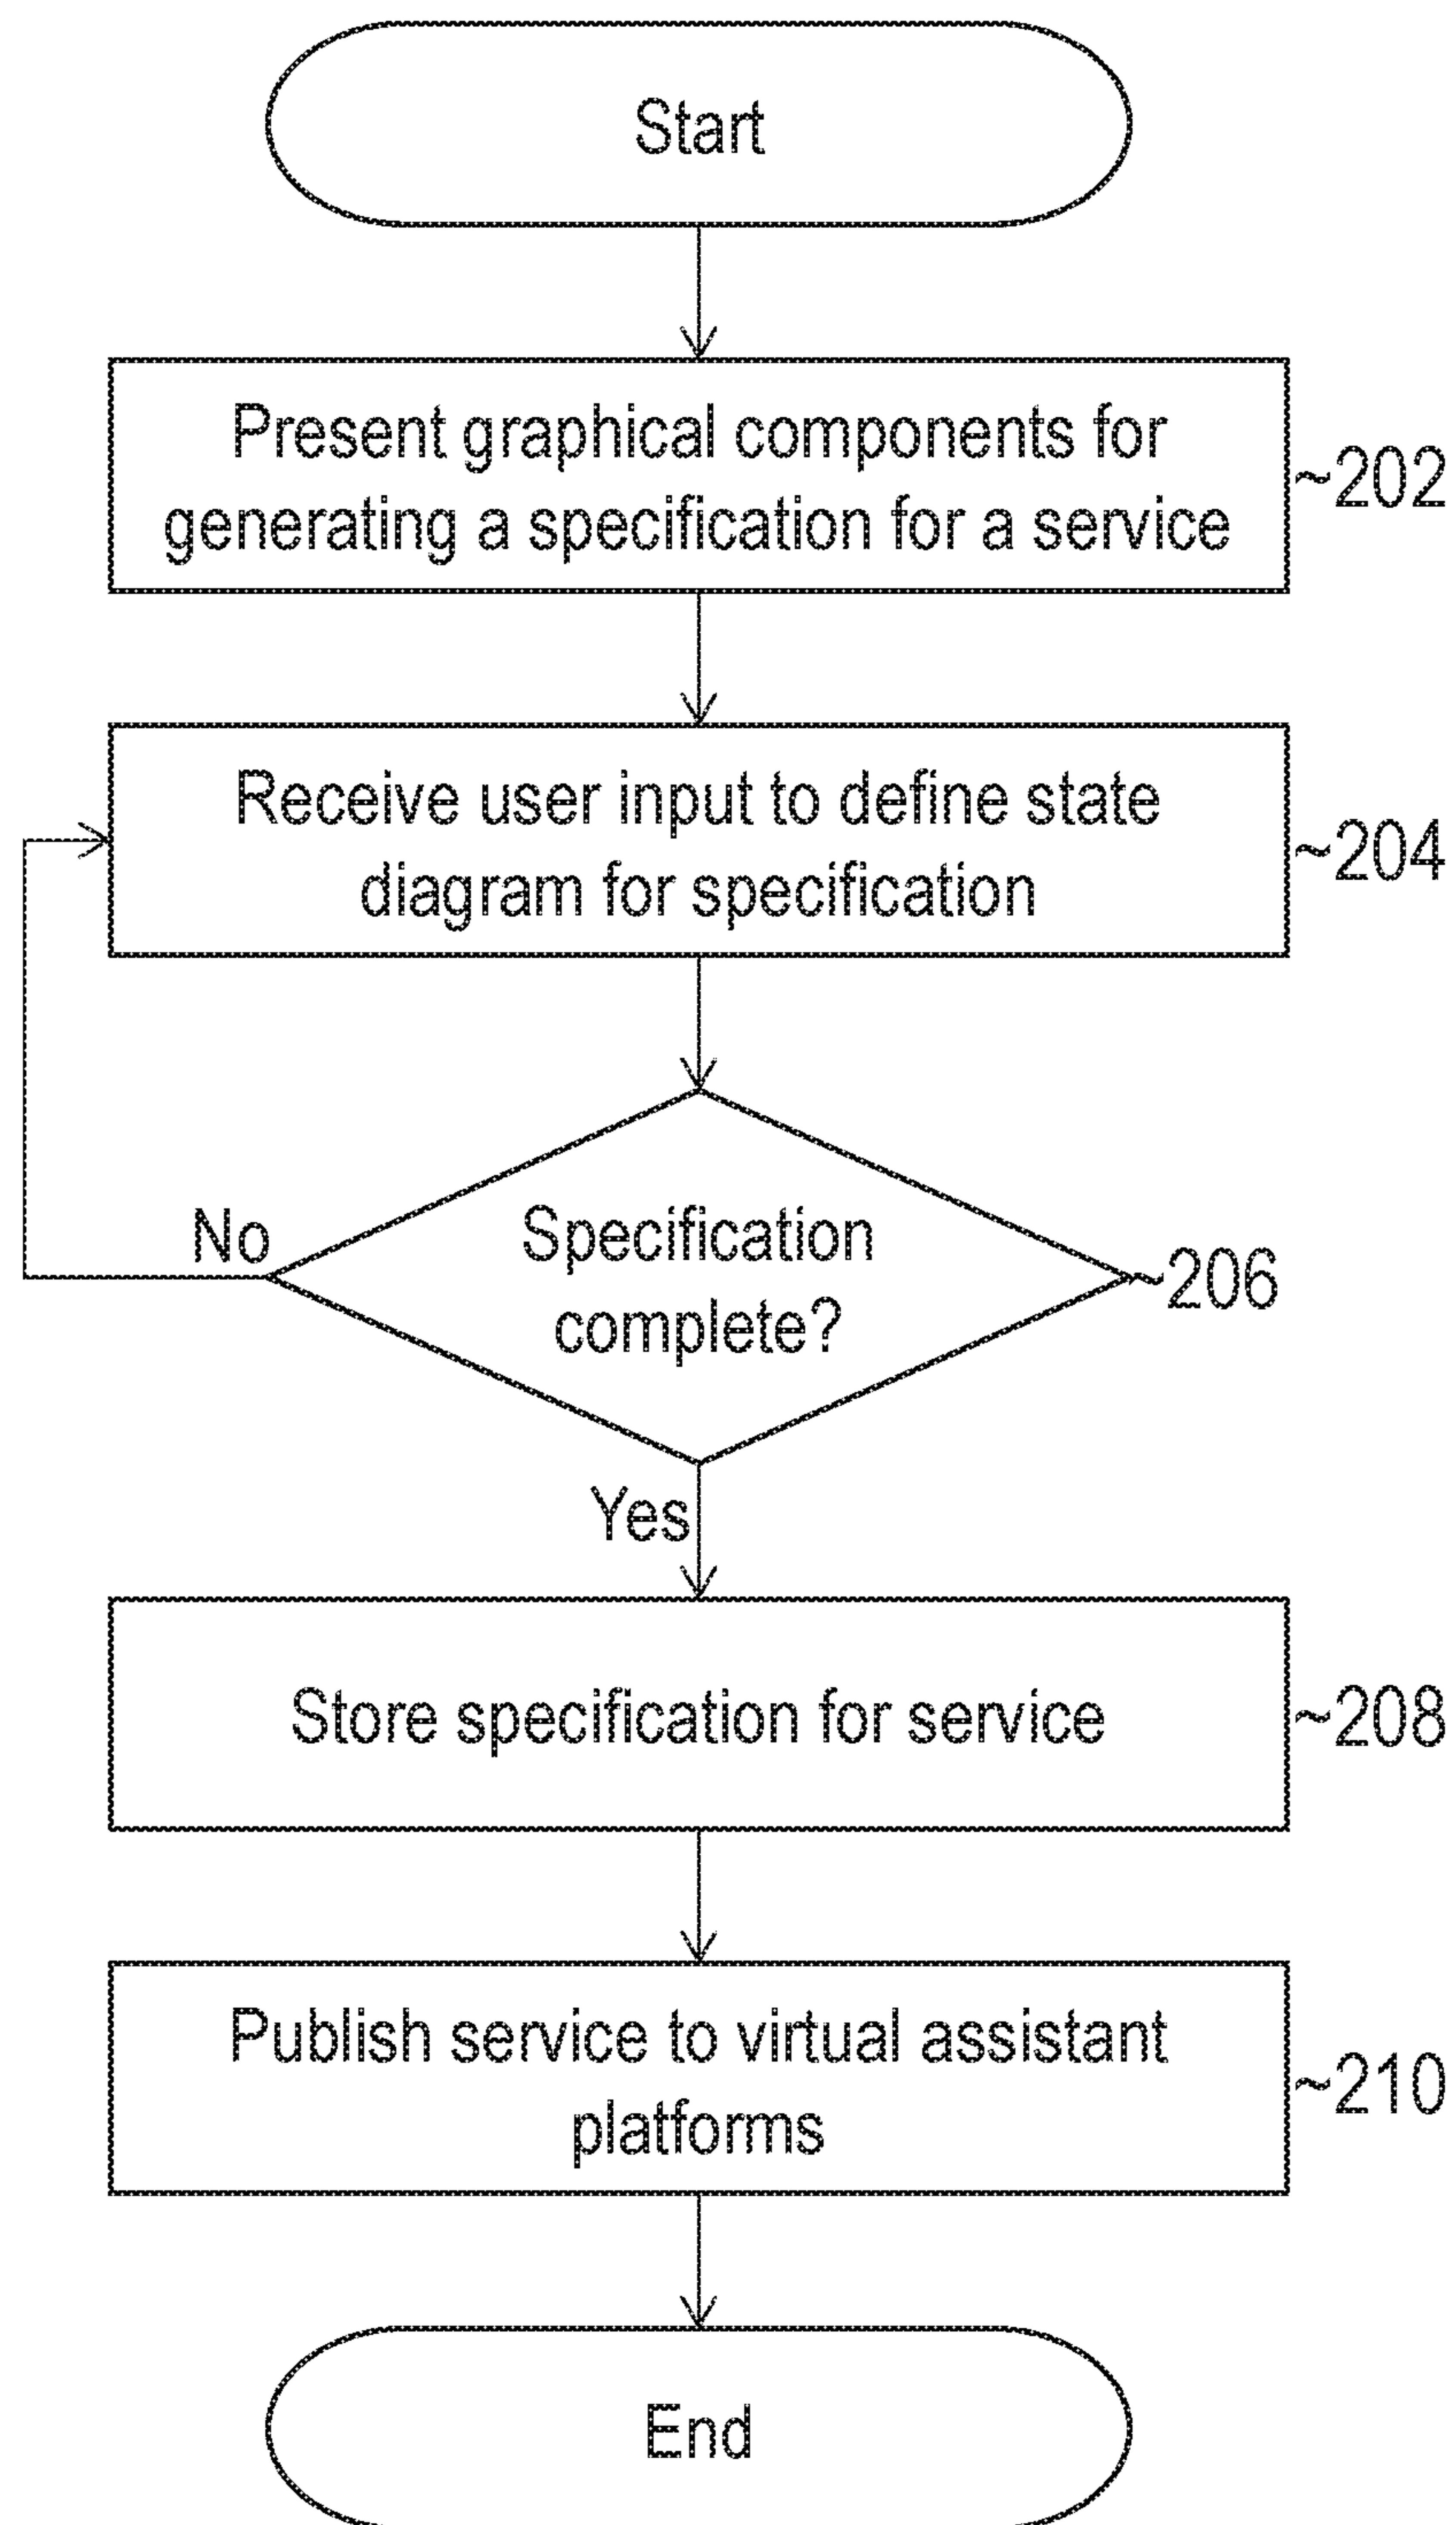 Start
Present graphical components for
generating a specification for a service
~202
Receive user input to define state
diagram for specification
~204
No
Specification
complete?
~206
Yes
Store specification for service
~208
Publish service to virtual assistant
platforms
~210
End